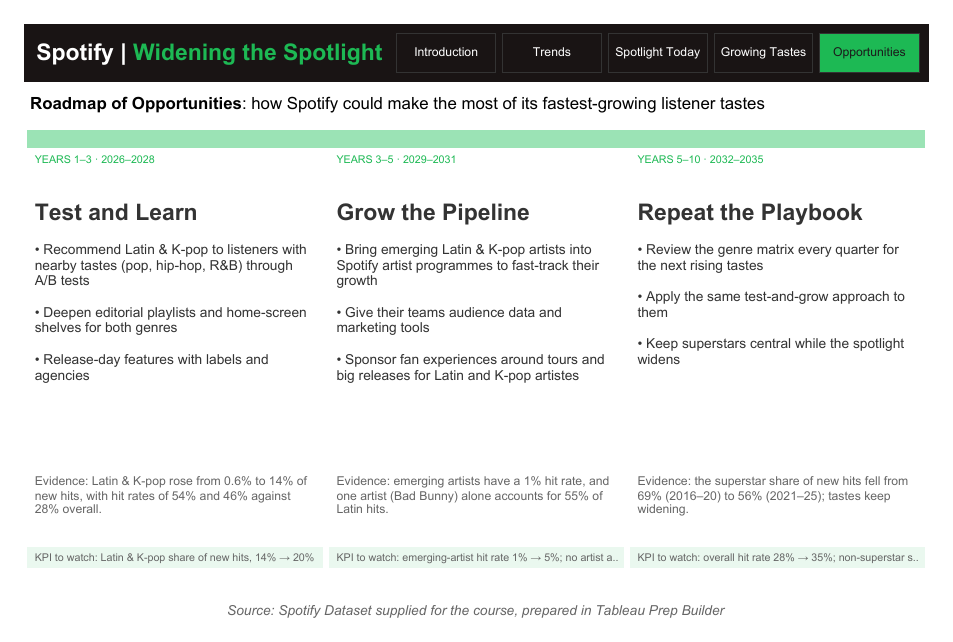 Spotify | Widening the Spotlight
Introduction
Trends
Spotlight Today
Growing Tastes
Opportunities
Roadmap of Opportunities: how Spotify could make the most of its fastest-growing listener tastes
YEARS 1–3 · 2026–2028
Test and Learn
• Recommend Latin & K-pop to listeners with
nearby tastes (pop, hip-hop, R&B) through
A/B tests
• Deepen editorial playlists and home-screen
shelves for both genres
• Release-day features with labels and
agencies
Evidence: Latin & K-pop rose from 0.6% to 14% of
new hits, with hit rates of 54% and 46% against
28% overall.
KPI to watch: Latin & K-pop share of new hits, 14% → 20%
YEARS 3–5 · 2029–2031
Grow the Pipeline
• Bring emerging Latin & K-pop artists into
Spotify artist programmes to fast-track their
growth
• Give their teams audience data and
marketing tools
• Sponsor fan experiences around tours and
big releases for Latin and K-pop artistes
Evidence: emerging artists have a 1% hit rate, and
one artist (Bad Bunny) alone accounts for 55% of
Latin hits.
KPI to watch: emerging-artist hit rate 1% → 5%; no artist a..
YEARS 5–10 · 2032–2035
Repeat the Playbook
• Review the genre matrix every quarter for
the next rising tastes
• Apply the same test-and-grow approach to
them
• Keep superstars central while the spotlight
widens
Evidence: the superstar share of new hits fell from
69% (2016–20) to 56% (2021–25); tastes keep
widening.
KPI to watch: overall hit rate 28% → 35%; non-superstar s..
Source: Spotify Dataset supplied for the course, prepared in Tableau Prep Builder